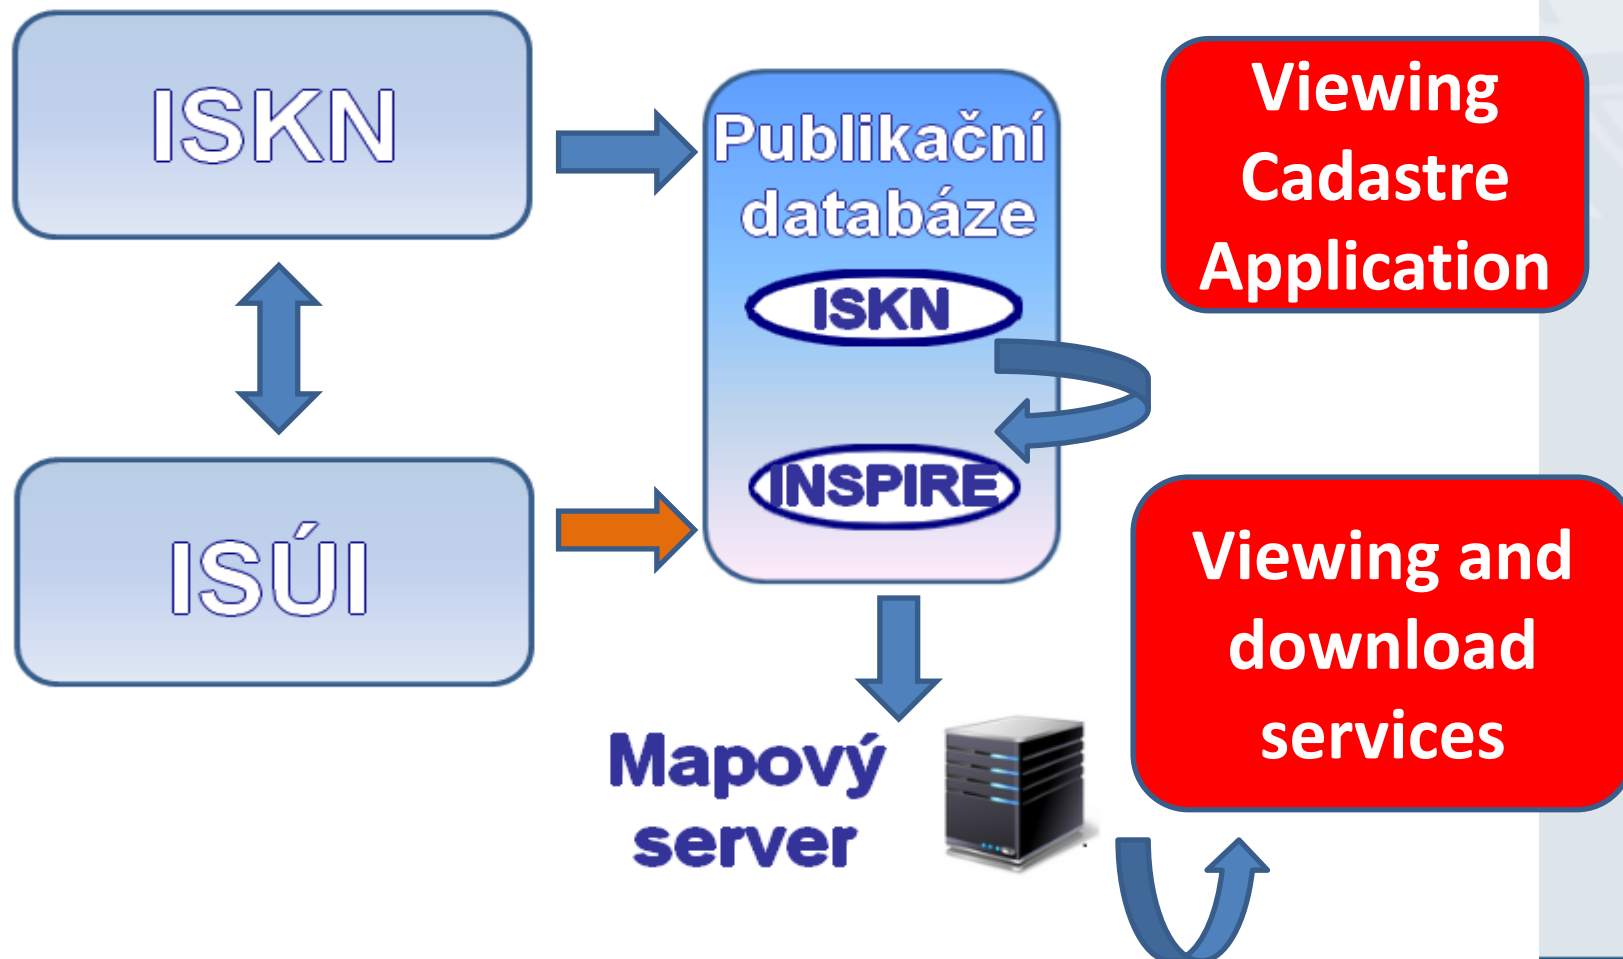 ISKN
ISÚI
Publikační
databáze
ISKN
INSPIRE
Mapový
server
Viewing
Cadastre
Application
Viewing and
download
services